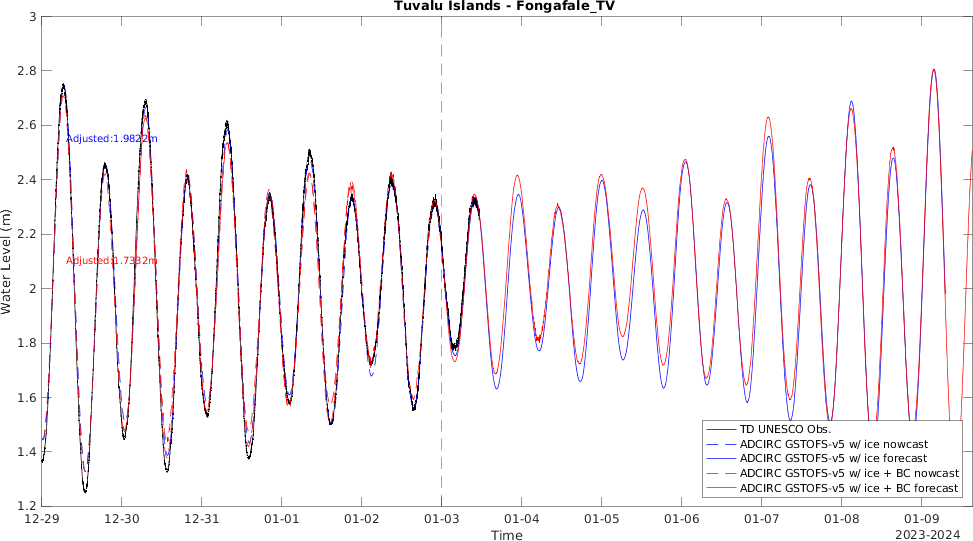 Tuvalu Islands - Fongafale_TV
3
2.8
2.6
2.4
2.2
2
1.8
1.6
1.4
1.2
Water Level (m)
Adjusted:1.9822m
Adjusted:1.7332m
TD UNESCO Obs.
ADCIRC GSTOFS-v5 w/ ice nowcast
ADCIRC GSTOFS-v5 w/ ice forecast
ADCIRC GSTOFS-v5 w/ ice + BC nowcast
ADCIRC GSTOFS-v5 w/ ice + BC forecast
12-29 12-30 12-31 01-01 01-02 01-03 01-04 01-05 01-06 01-07 01-08 01-09
Time
2023-2024